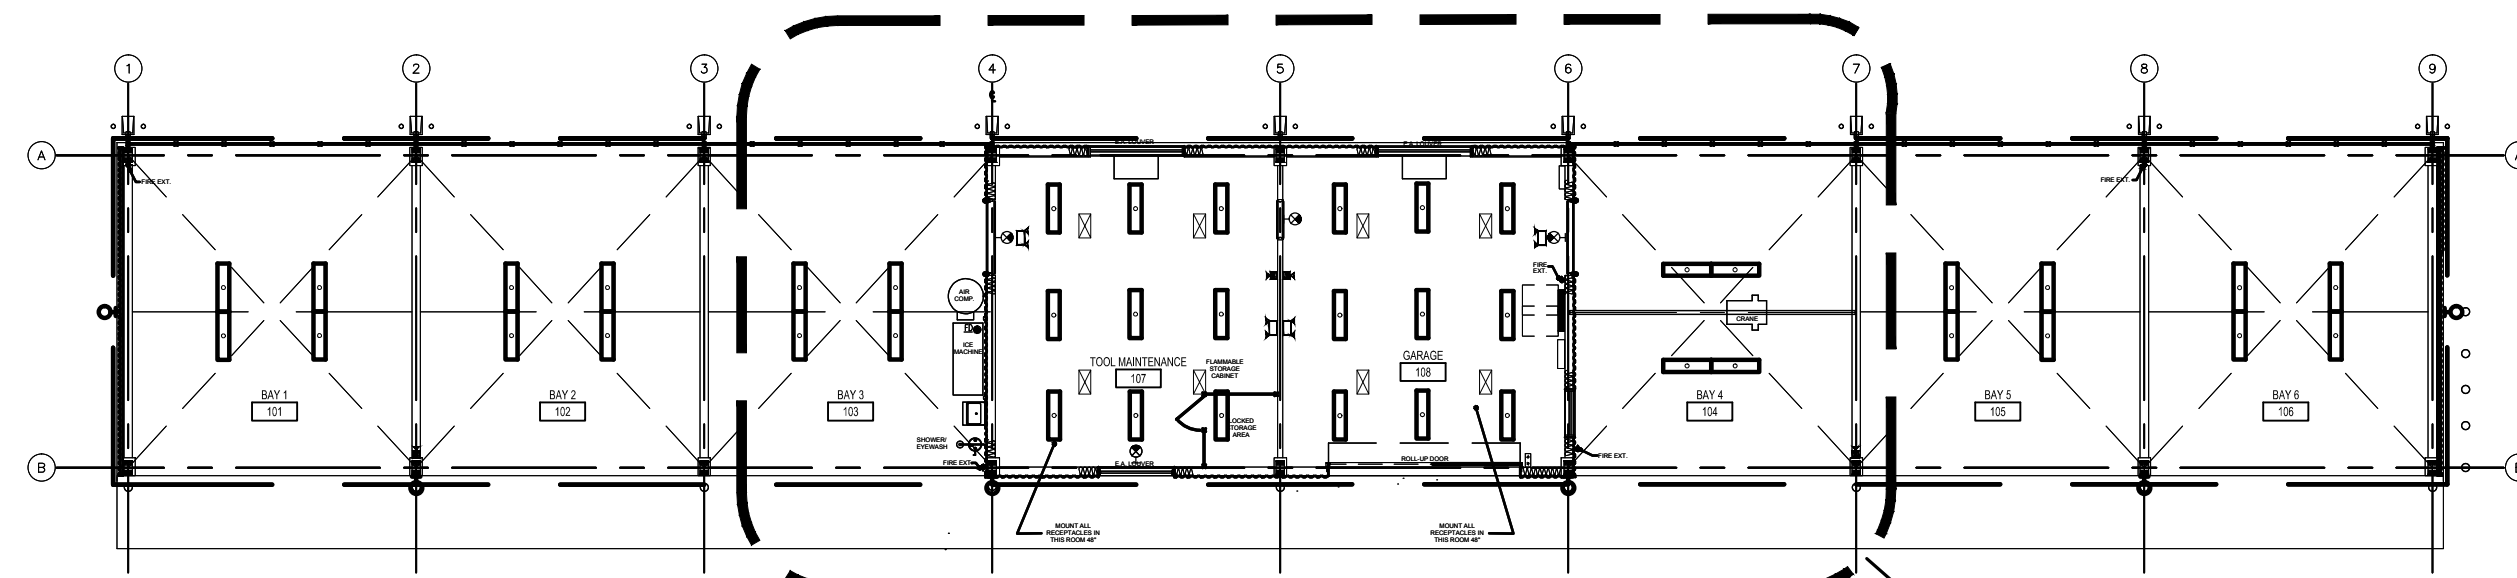 1 2 3 4 5 6 7 8 9
A
E.A. LOUVER
FIRE EXT.
FIRE EXT.
FIRE
EXT.
AIR
COMP.
CRANE
ICE
MACHINE
TOOL MAINTENANCE
107
FLAMMABLE
STORAGE
CABINET
GARAGE
108
BAY 1
101
BAY 2
102
BAY 3
103
BAY 4
104
BAY 5
105
BAY 6
106
LOCKED
STORAGE
AREA
SHOWER/
EYEWASH
FIRE EXT.
E.A. LOUVER
ROLL-UP DOOR
FIRE EXT.
B
MOUNT ALL
RECEPTACLES IN
THIS ROOM 48"
MOUNT ALL
RECEPTACLES IN
THIS ROOM 48"